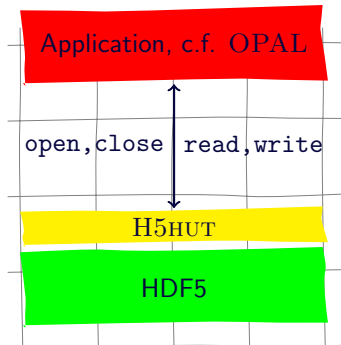 Application, c.f. OPAL
open,close read,write
H5HUT
HDF5